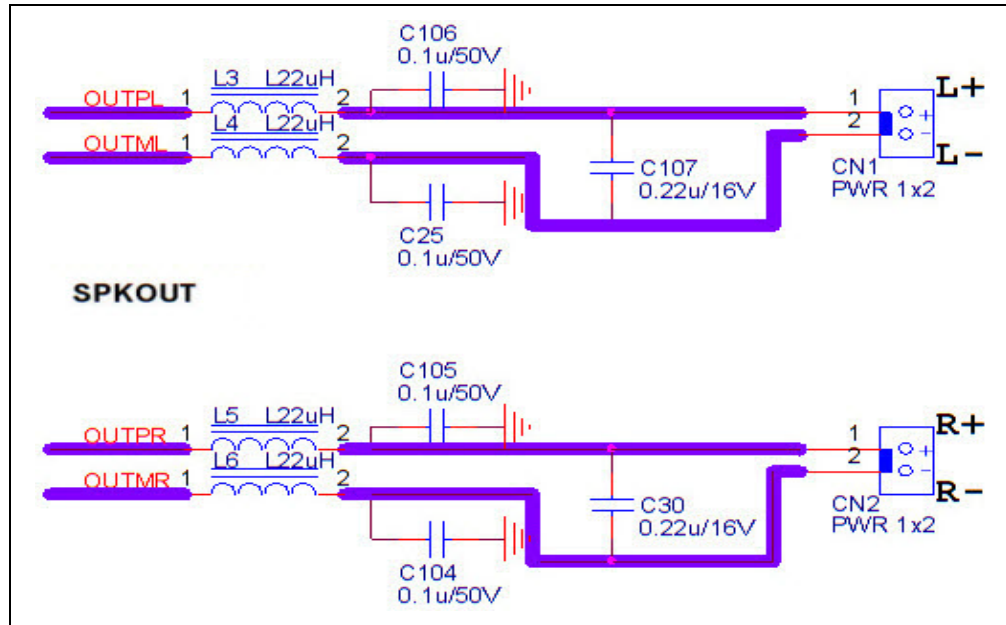 C106
0.1u/50V
L3 L22uH
OUTPL 1 2
L4 L22uH
OUTML 1 2
1 L+
2 + -
L-
C107
0.22u/16V
CN1
PWR 1x2
C25
0.1u/50V
SPKOUT
C105
0.1u/50V
L5 L22uH
OUTPR 1 2
L6 L22uH
OUTMR 1 2
1 R+
2 + -
R-
C30
0.22u/16V
CN2
PWR 1x2
C104
0.1u/50V